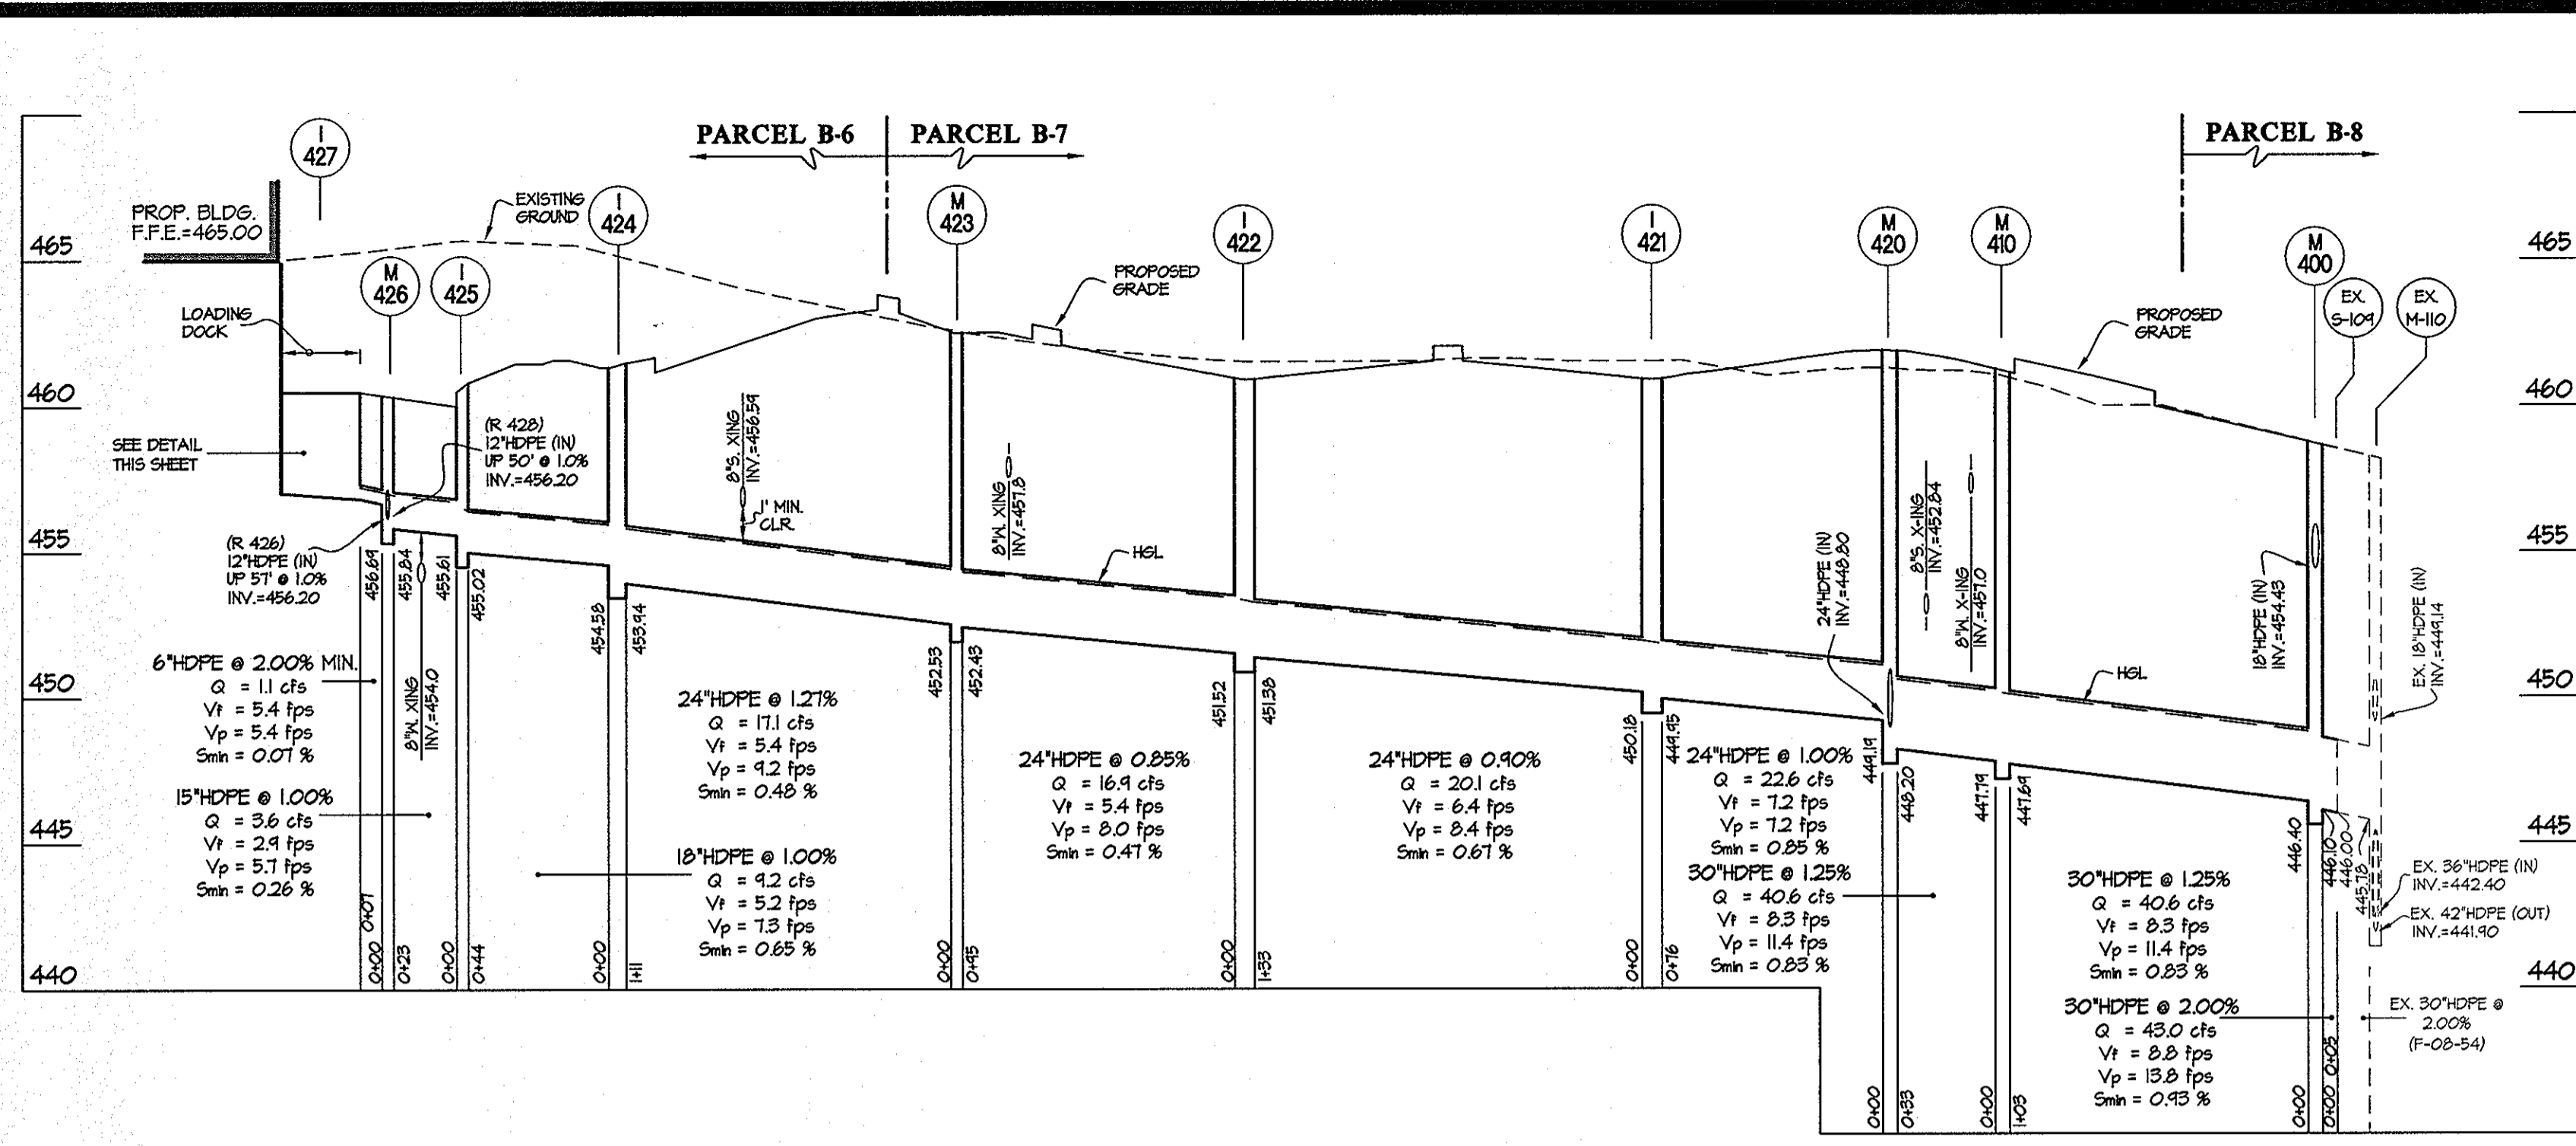 I
427
PARCEL B-6
PARCEL B-7
PARCEL B-8
PROP. BLDG.
F.F.E.=465.00
EXISTING
GROUND
I
424
M
423
I
422
I
421
M
420
M
410
M
400
EX.
S-109
EX.
M-110
M
426
I
425
465
460
455
450
445
440
465
460
455
450
445
440
LOADING
DOCK
SEE DETAIL
THIS SHEET
PROPOSED
GRADE
PROPOSED
GRADE
(R 428)
12"HDPE (IN)
UP 50' @ 1.0%
INV.=456.20
(R 426)
12"HDPE (IN)
UP 57' @ 1.0%
INV.=456.20
8"S. XING
INV.=456.59
1' MIN.
CLR.
8"W. XING
INV.=457.8
HGL
24"HDPE (IN)
INV.=448.80
8"S. X-ING
INV.=452.84
8"W. X-ING
INV.=457.0
HGL
18"HDPE (IN)
INV.=454.43
EX. 18"HDPE (IN)
INV.=449.14
456.69
455.84
455.61
455.02
454.58
453.94
452.53
452.43
451.52
451.38
450.18
449.95
449.19
448.20
447.79
447.69
446.40
446.10
446.00
445.78
8"W. XING
INV.=454.0
6"HDPE @ 2.00% MIN.
Q = 1.1 cfs
Vf = 5.4 fps
Vp = 5.4 fps
Smin = 0.07 %
15"HDPE @ 1.00%
Q = 3.6 cfs
Vf = 2.9 fps
Vp = 5.7 fps
Smin = 0.26 %
24"HDPE @ 1.27%
Q = 17.1 cfs
Vf = 5.4 fps
Vp = 9.2 fps
Smin = 0.48 %
18"HDPE @ 1.00%
Q = 9.2 cfs
Vf = 5.2 fps
Vp = 7.3 fps
Smin = 0.65 %
24"HDPE @ 0.85%
Q = 16.9 cfs
Vf = 5.4 fps
Vp = 8.0 fps
Smin = 0.47 %
24"HDPE @ 0.90%
Q = 20.1 cfs
Vf = 6.4 fps
Vp = 8.4 fps
Smin = 0.67 %
24"HDPE @ 1.00%
Q = 22.6 cfs
Vf = 7.2 fps
Vp = 7.2 fps
Smin = 0.85 %
30"HDPE @ 1.25%
Q = 40.6 cfs
Vf = 8.3 fps
Vp = 11.4 fps
Smin = 0.83 %
30"HDPE @ 1.25%
Q = 40.6 cfs
Vf = 8.3 fps
Vp = 11.4 fps
Smin = 0.83 %
30"HDPE @ 2.00%
Q = 43.0 cfs
Vf = 8.8 fps
Vp = 13.8 fps
Smin = 0.93 %
EX. 36"HDPE (IN)
INV.=442.40
EX. 42"HDPE (OUT)
INV.=441.90
EX. 30"HDPE @
2.00%
(F-08-54)
0+07
0+00
0+23
0+00
0+44
0+00
1+11
0+00
0+95
0+00
1+33
0+00
0+76
0+00
0+33
0+00
1+03
0+00
0+00
0+05